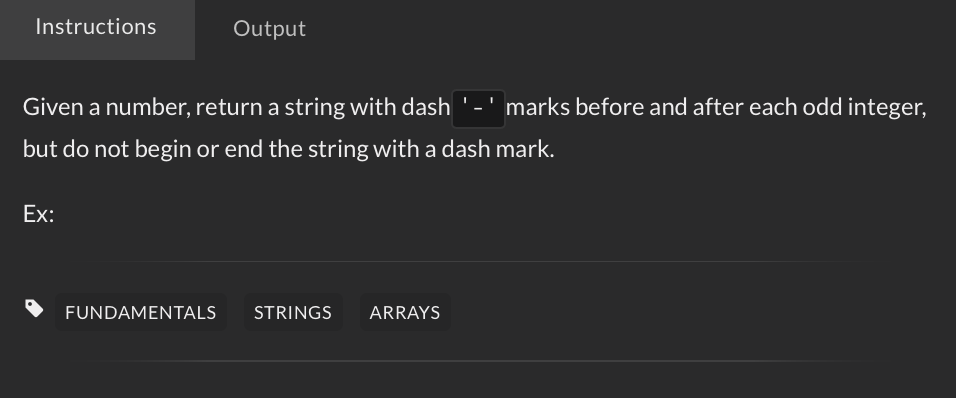 Instructions
Output
Given a number, return a string with dash '-' marks before and after each odd integer,
but do not begin or end the string with a dash mark.
Ex:
FUNDAMENTALS STRINGS ARRAYS